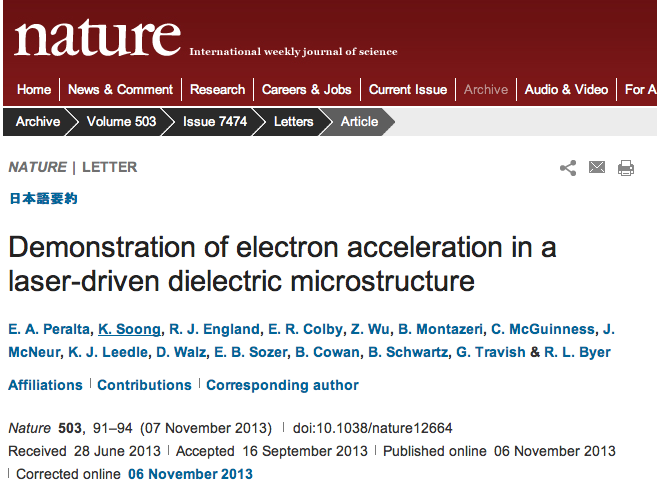 nature International weekly journal of science
Home News & Comment Research Careers & Jobs Current Issue Archive Audio & Video For A
Archive Volume 503 Issue 7474 Letters Article
NATURE | LETTER
日本語要約
Demonstration of electron acceleration in a
laser-driven dielectric microstructure
E. A. Peralta, K. Soong, R. J. England, E. R. Colby, Z. Wu, B. Montazeri, C. McGuinness, J.
McNeur, K. J. Leedle, D. Walz, E. B. Sozer, B. Cowan, B. Schwartz, G. Travish & R. L. Byer
Affiliations | Contributions | Corresponding author
Nature 503, 91–94 (07 November 2013) | doi:10.1038/nature12664
Received 28 June 2013 | Accepted 16 September 2013 | Published online 06 November 2013
| Corrected online 06 November 2013